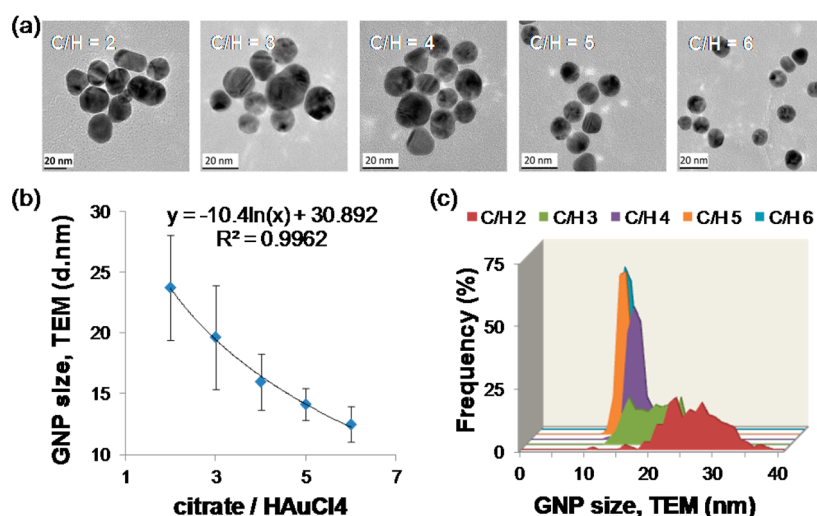 (a)
C/H = 2
C/H = 3
C/H = 4
C/H = 5
C/H = 6
20 nm
20 nm
20 nm
20 nm
20 nm
(b)
y = -10.4ln(x) + 30.892
R² = 0.9962
GNP size, TEM (d.nm)
30
25
20
15
10
1
3
5
7
citrate / HAuCl4
(c)
C/H 2
C/H 3
C/H 4
C/H 5
C/H 6
Frequency (%)
75
50
25
0
0
10
20
30
40
GNP size, TEM (nm)